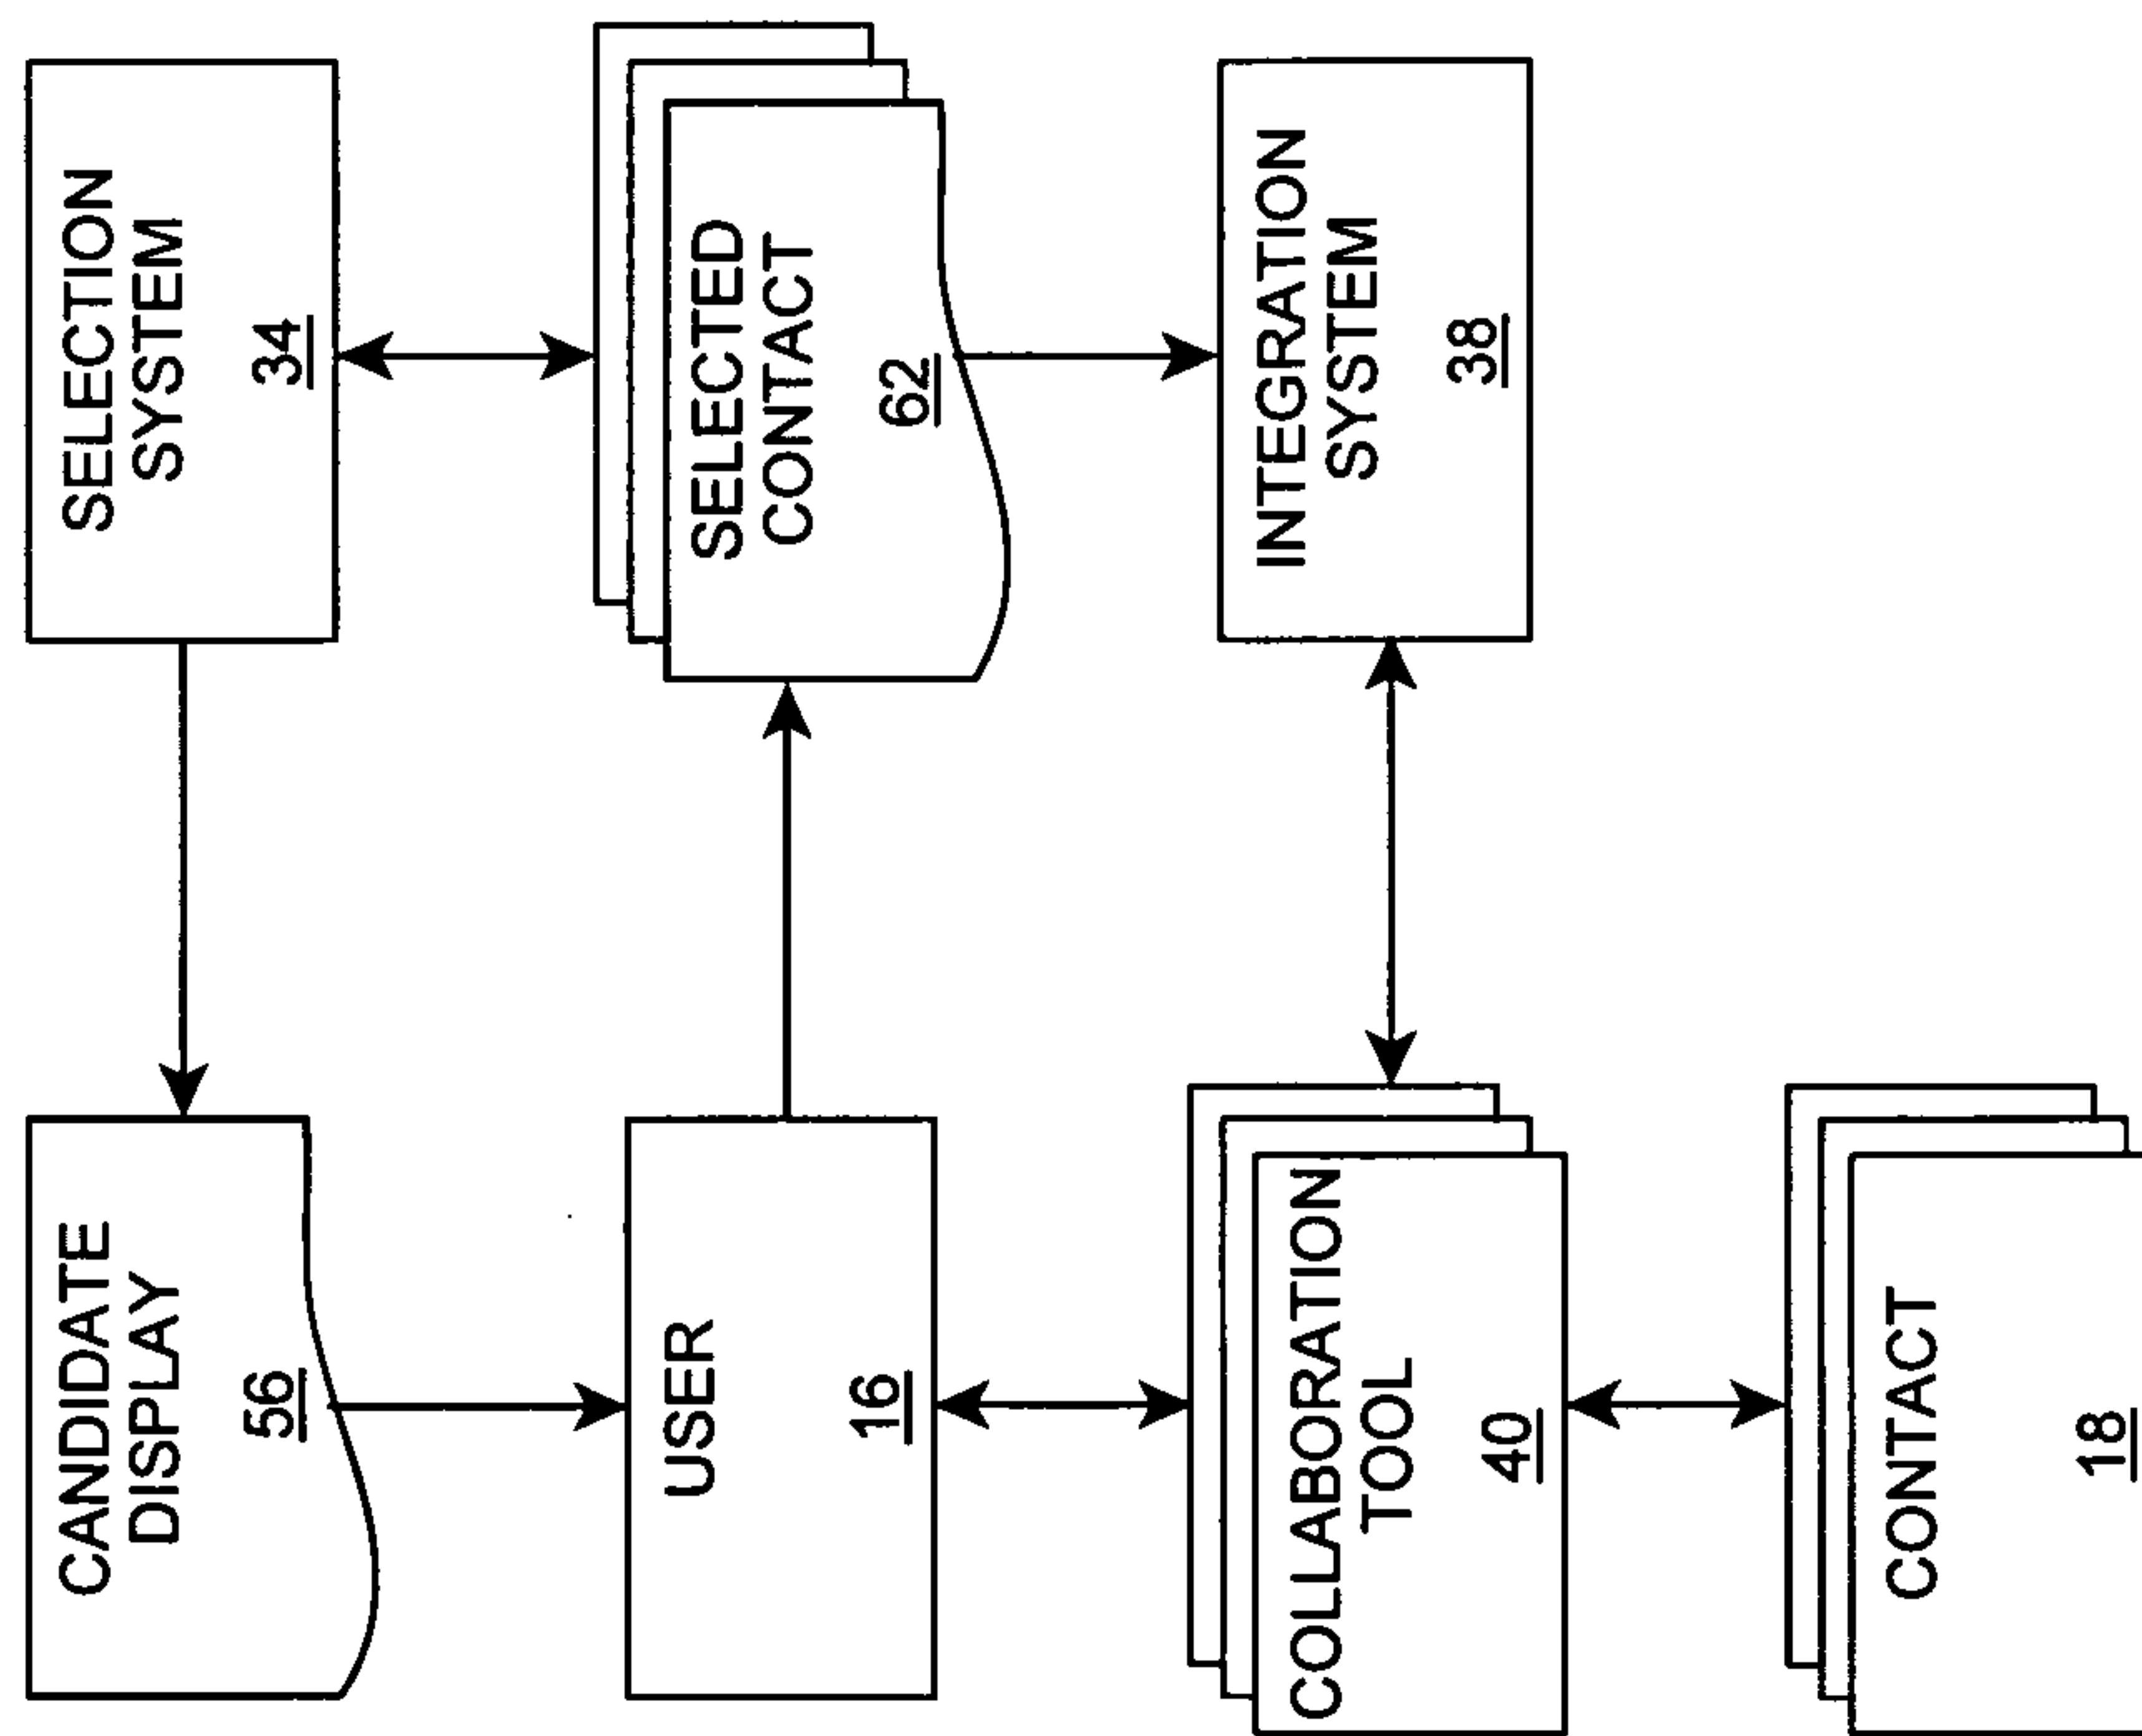 CANDIDATE
DISPLAY
56
SELECTION
SYSTEM
34
USER
16
SELECTED
CONTACT
62
COLLABORATION
TOOL
40
INTEGRATION
SYSTEM
38
CONTACT
18